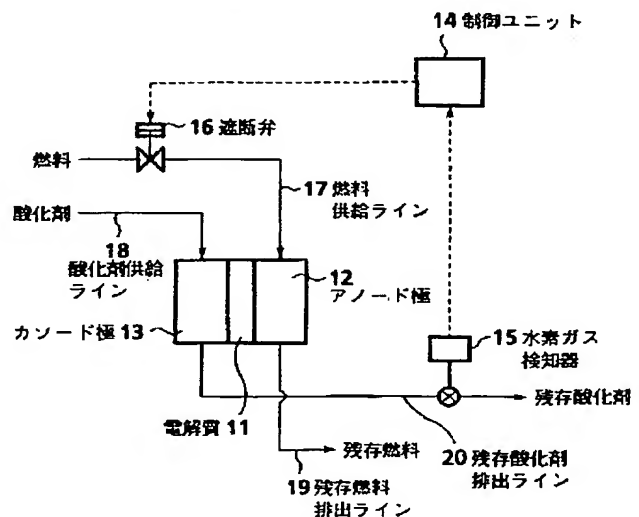 14 制御ユニット
16 遮断弁
燃料
17 燃料
供給ライン
酸化剤
18
酸化剤供給
ライン
12
アノード極
カソード極 13
15 水素ガス
検知器
残存酸化剤
電解質 11
残存燃料
20 残存酸化剤
排出ライン
19 残存燃料
排出ライン